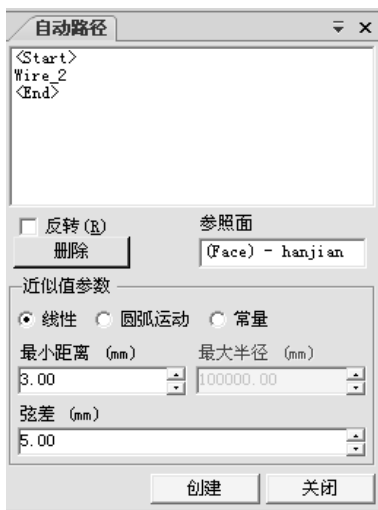 自动路径
<Start>
Wire_2
<End>
反转(R)
参照面
删除
(Face) - hanjian
近似值参数
线性 圆弧运动 常量
最小距离 (mm) 最大半径 (mm)
3.00 100000.00
弦差 (mm)
5.00
创建 关闭